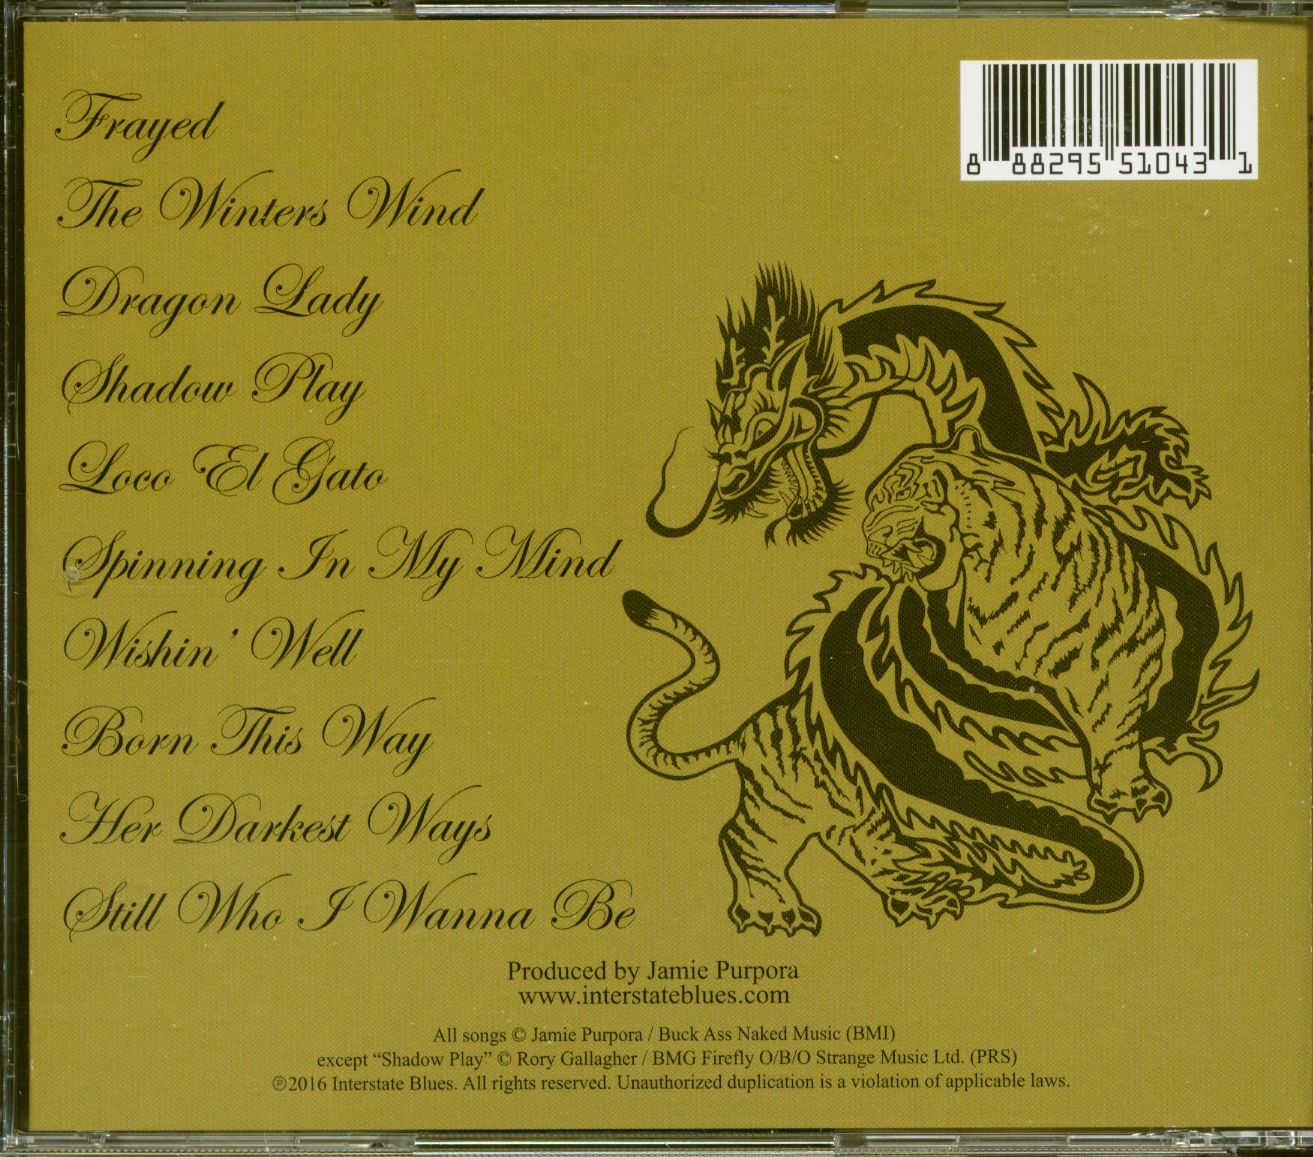 8 88295 51043 1
Frayed
The Winters Wind
Dragon Lady
Shadow Play
Loco El Gato
Spinning In My Mind
Wishin' Well
Born This Way
Her Darkest Ways
Still Who I Wanna Be
Produced by Jamie Purpora
www.interstateblues.com
All songs © Jamie Purpora / Buck Ass Naked Music (BMI)
except “Shadow Play” © Rory Gallagher / BMG Firefly O/B/O Strange Music Ltd. (PRS)
℗2016 Interstate Blues. All rights reserved. Unauthorized duplication is a violation of applicable laws.